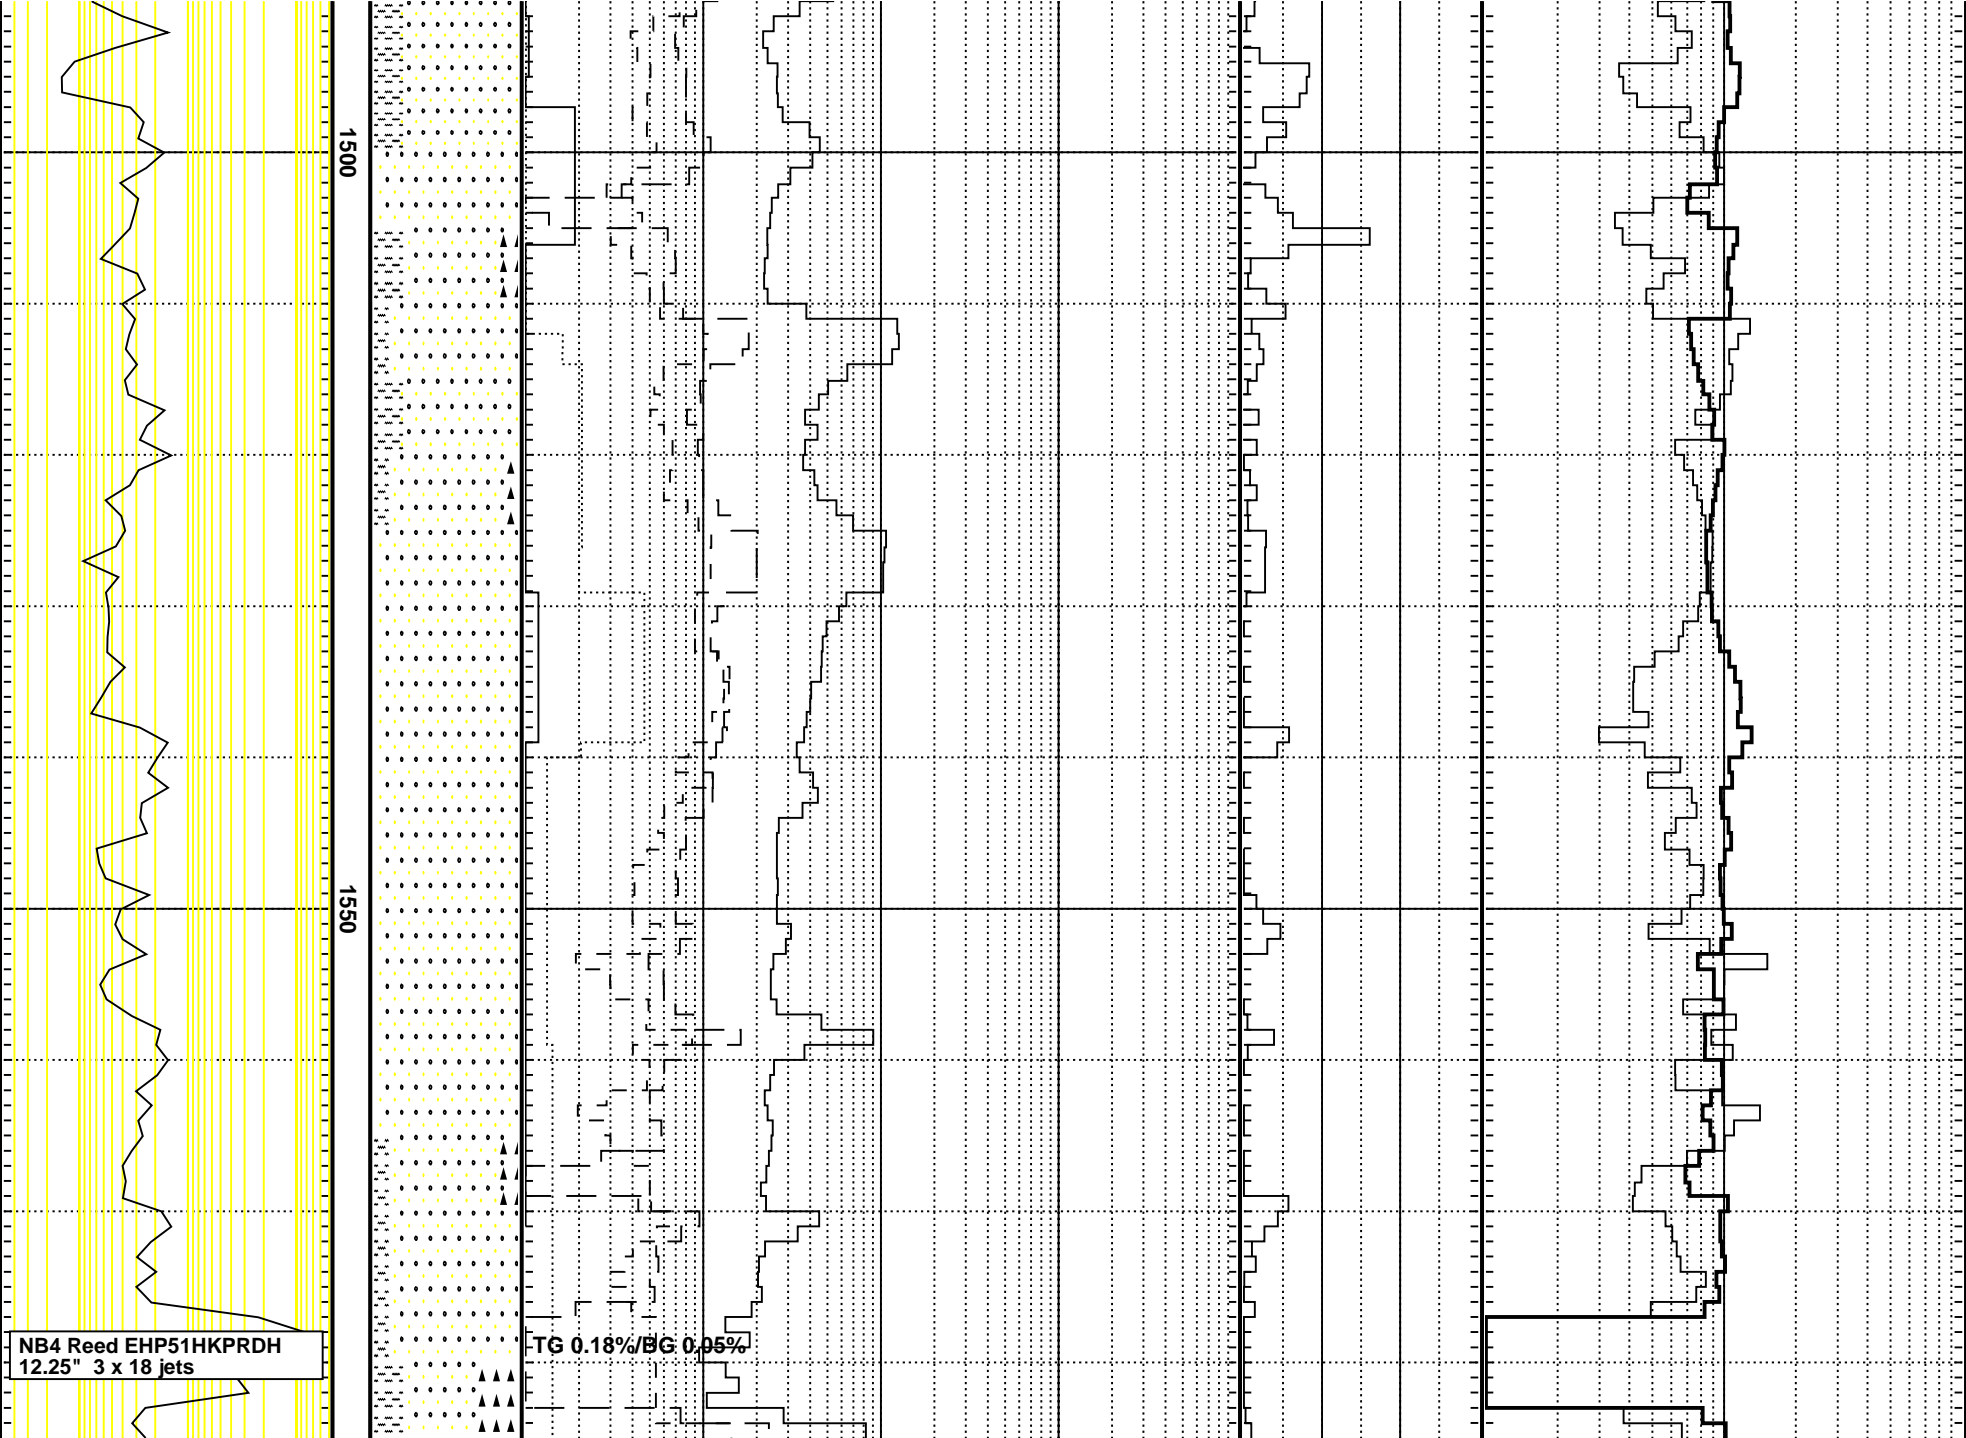 1500
1550
NB4 Reed EHP51HKPRDH
12.25" 3 x 18 jets
TG 0.18%/BG 0.05%